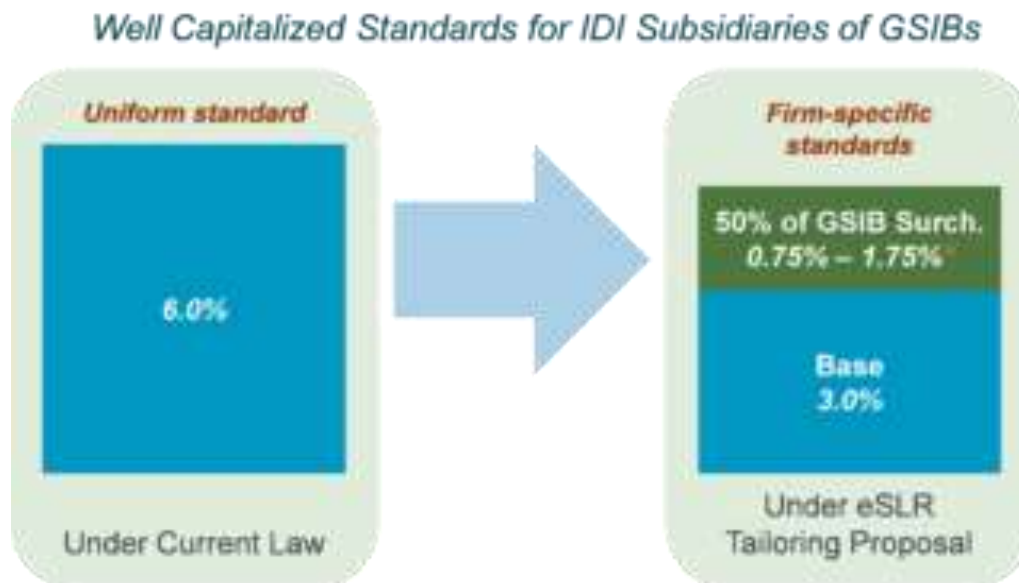 Well Capitalized Standards for IDI Subsidiaries of GSIBs
Uniform standard
6.0%
Under Current Law
Firm-specific
standards
50% of GSIB Surch.
0.75% – 1.75%
Base
3.0%
Under eSLR
Tailoring Proposal